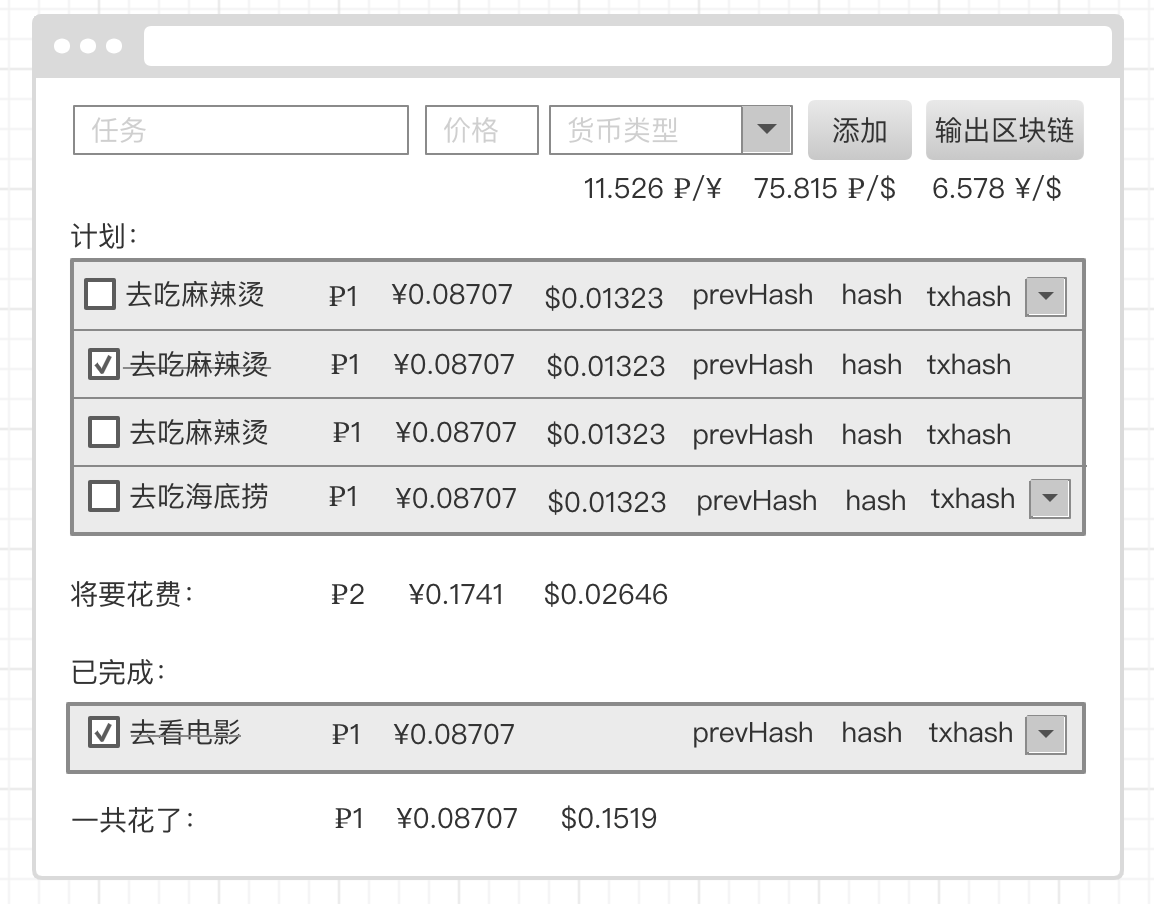 任务 价格 货币类型 添加 输出区块链
11.526 ₽/¥ 75.815 ₽/$ 6.578 ¥/$
计划:
去吃麻辣烫 ₽1 ¥0.08707 $0.01323 prevHash hash txhash
去吃麻辣烫 ₽1 ¥0.08707 $0.01323 prevHash hash txhash
去吃麻辣烫 ₽1 ¥0.08707 $0.01323 prevHash hash txhash
去吃海底捞 ₽1 ¥0.08707 $0.01323 prevHash hash txhash
将要花费: ₽2 ¥0.1741 $0.02646
已完成:
去看电影 ₽1 ¥0.08707 prevHash hash txhash
一共花了: ₽1 ¥0.08707 $0.1519